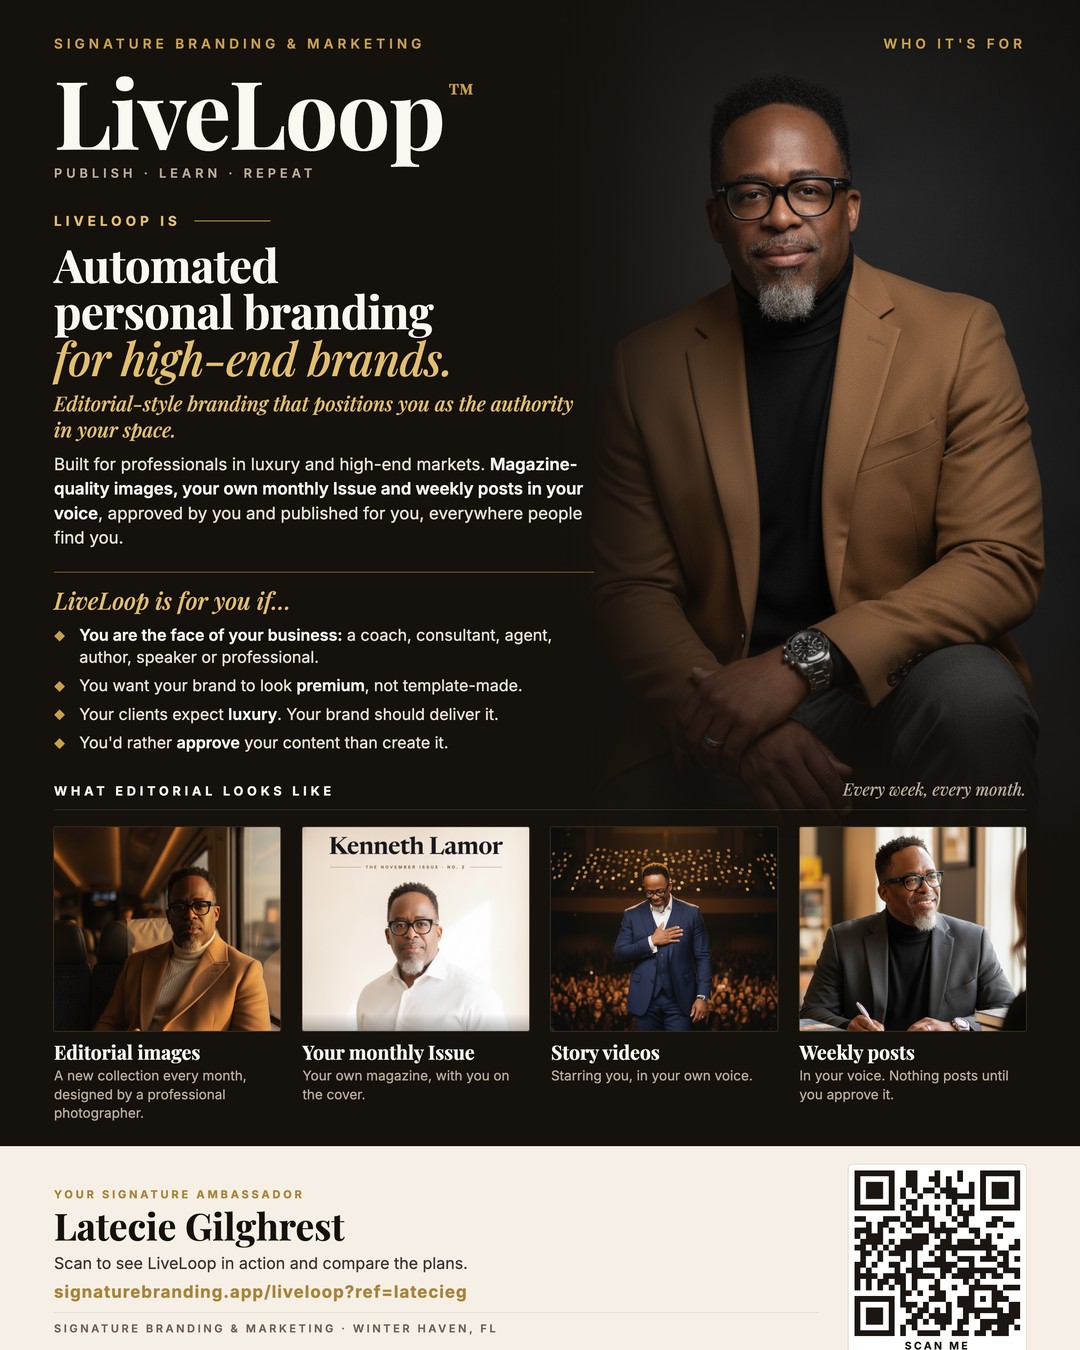 SIGNATURE BRANDING & MARKETING
WHO IT'S FOR
LiveLoop™
PUBLISH · LEARN · REPEAT
LIVELOOP IS
Automated
personal branding
for high-end brands.
Editorial-style branding that positions you as the authority
in your space.
Built for professionals in luxury and high-end markets. Magazine-
quality images, your own monthly Issue and weekly posts in your
voice, approved by you and published for you, everywhere people
find you.
LiveLoop is for you if...
◆ You are the face of your business: a coach, consultant, agent,
author, speaker or professional.
◆ You want your brand to look premium, not template-made.
◆ Your clients expect luxury. Your brand should deliver it.
◆ You'd rather approve your content than create it.
WHAT EDITORIAL LOOKS LIKE
Every week, every month.
Kenneth Lamor
THE NOVEMBER ISSUE · NO. 2
Editorial images
A new collection every month,
designed by a professional
photographer.
Your monthly Issue
Your own magazine, with you on
the cover.
Story videos
Starring you, in your own voice.
Weekly posts
In your voice. Nothing posts until
you approve it.
YOUR SIGNATURE AMBASSADOR
Latecie Gilghrest
Scan to see LiveLoop in action and compare the plans.
signaturebranding.app/liveloop?ref=latecieg
SIGNATURE BRANDING & MARKETING · WINTER HAVEN, FL
SCAN ME